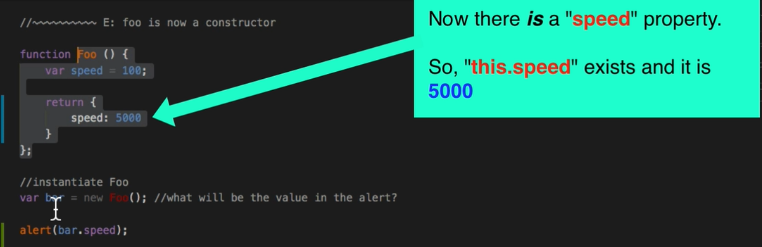 //~~~~~~~~~~~ E: foo is now a constructor
function Foo () {
var speed = 100;
return {
speed: 5000
}
};
//instantiate Foo
var bar = new Foo(); //what will be the value in the alert?
alert(bar.speed);
Now there is a "speed" property.
So, "this.speed" exists and it is
5000